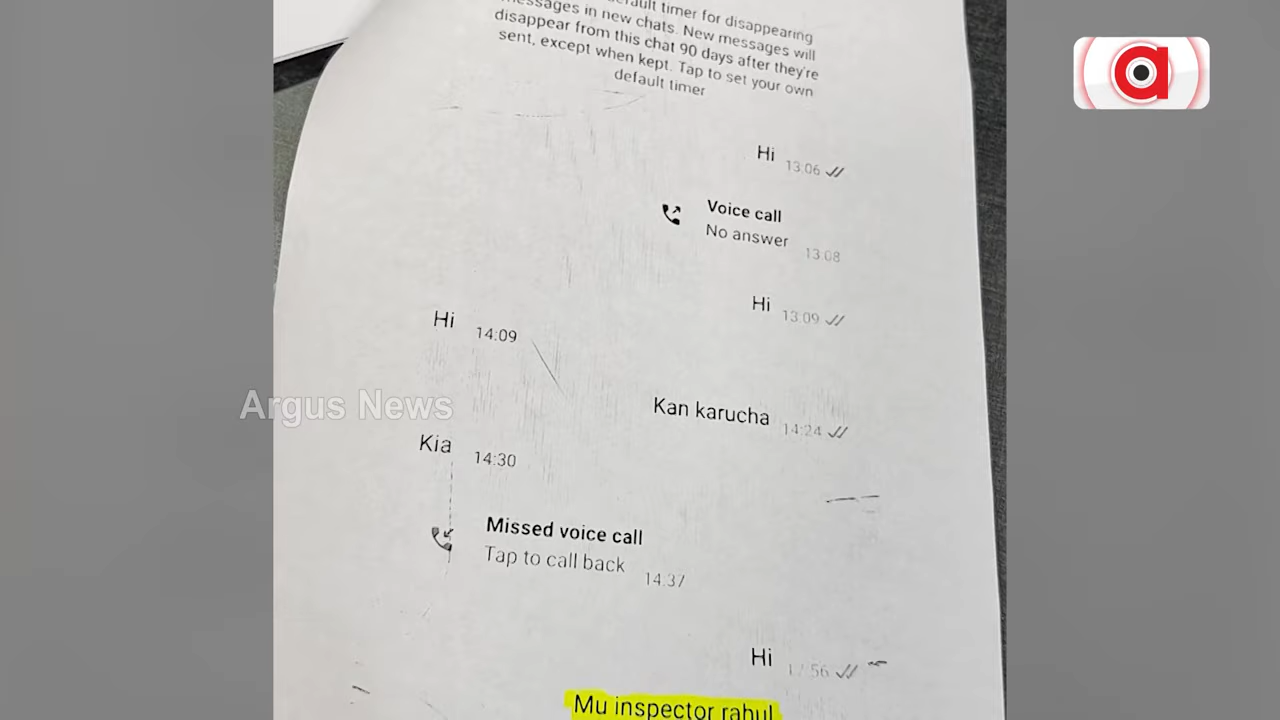 timer for disappearing
messages in new chats. New messages will
disappear from this chat 90 days after they're
sent, except when kept. Tap to set your own
default timer
Hi 13:06
Voice call
No answer 13:08
Hi 13:09
Hi 14:09
Argus News
Kan karucha 14:24
Kia 14:30
Missed voice call
Tap to call back 14:37
Hi
Mu inspector rahul